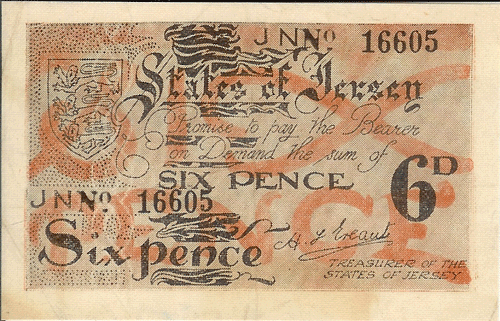 JNNo 16605
States of Jersey
Promise to pay the Bearer
on Demand the sum of
SIX PENCE
6D
JNNo 16605
Six pence
TREASURER OF THE
STATES OF JERSEY.